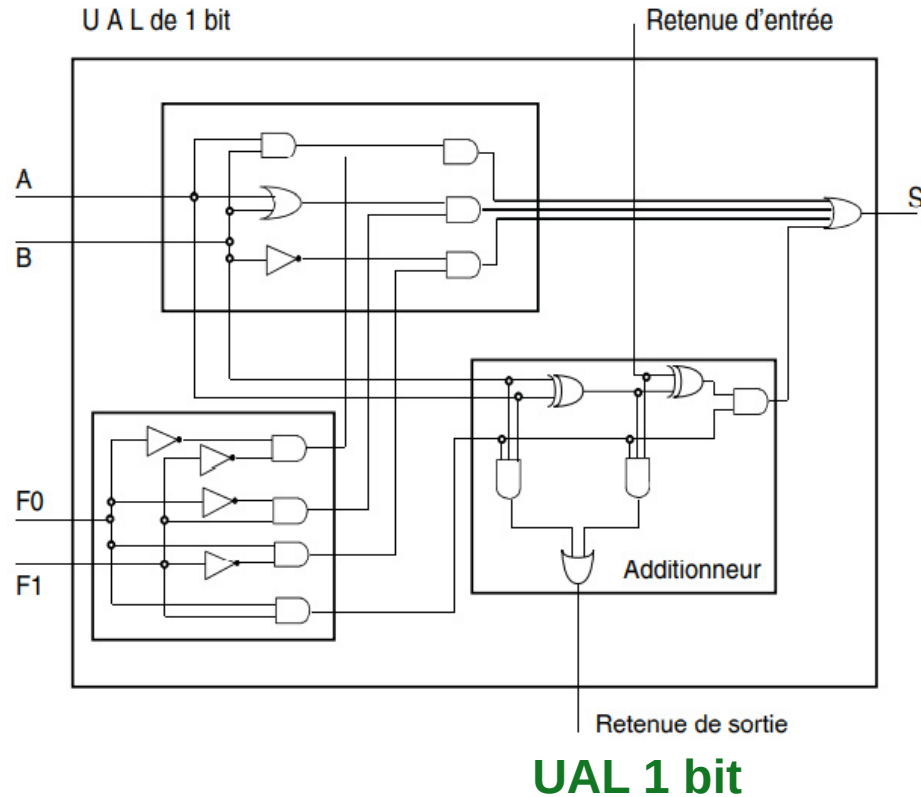 U A L de 1 bit
Retenue d'entrée
A
S
B
F0
F1
Additionneur
Retenue de sortie
UAL 1 bit